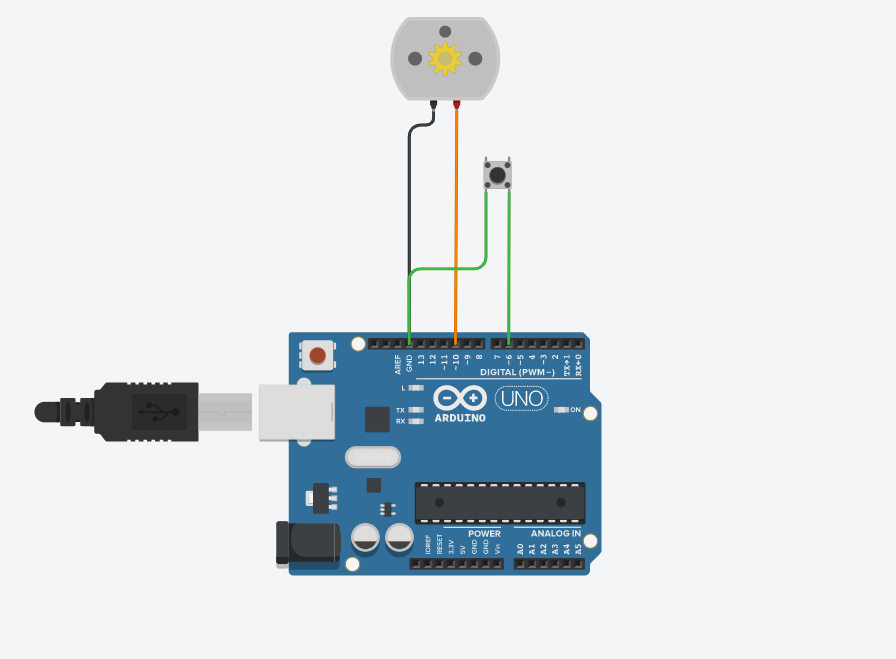 AREF
GND
13
12
~11
~10
~9
8
7
~6
~5
4
~3
2
TX→1
RX←0
DIGITAL (PWM~)
L
TX
RX
ARDUINO
UNO
ON
POWER
ANALOG IN
IOREF
RESET
3.3V
5V
GND
GND
Vin
A0
A1
A2
A3
A4
A5